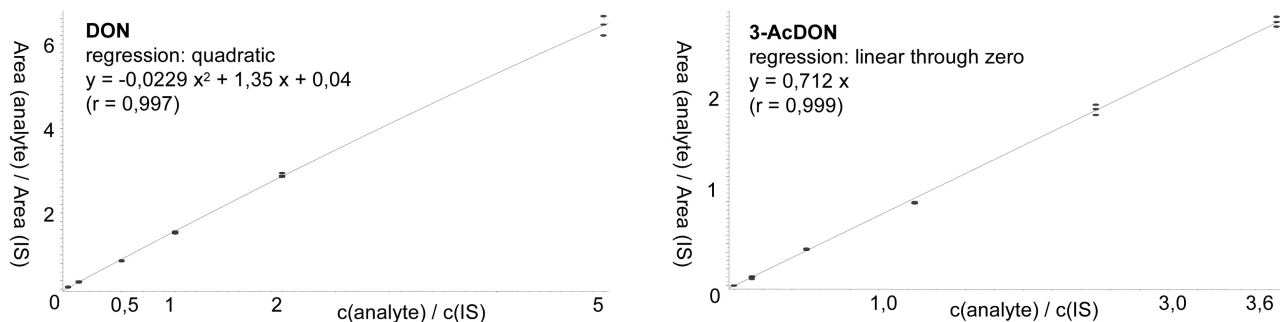 DON
regression: quadratic
y = -0,0229 x² + 1,35 x + 0,04
(r = 0,997)
Area (analyte) / Area (IS)
6
4
2
0
0,5
1
2
5
c(analyte) / c(IS)
3-AcDON
regression: linear through zero
y = 0,712 x
(r = 0,999)
Area (analyte) / Area (IS)
2
1
0
1,0
3,0
3,6
c(analyte) / c(IS)